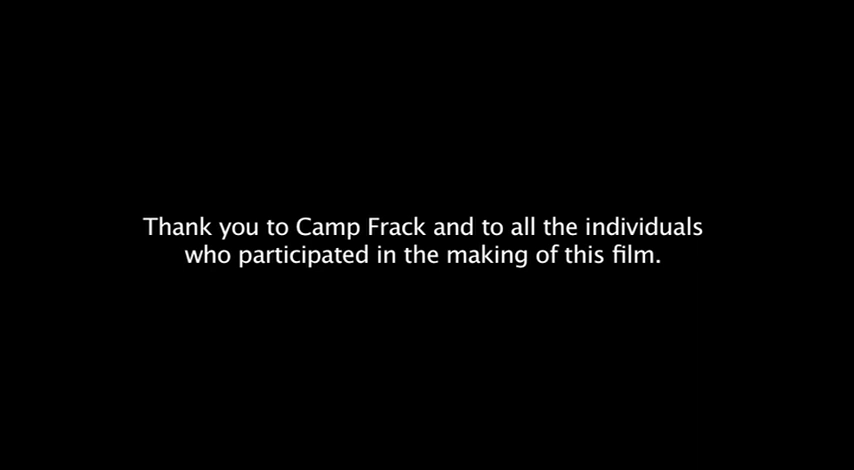 Thank you to Camp Frack and to all the individuals
who participated in the making of this film.